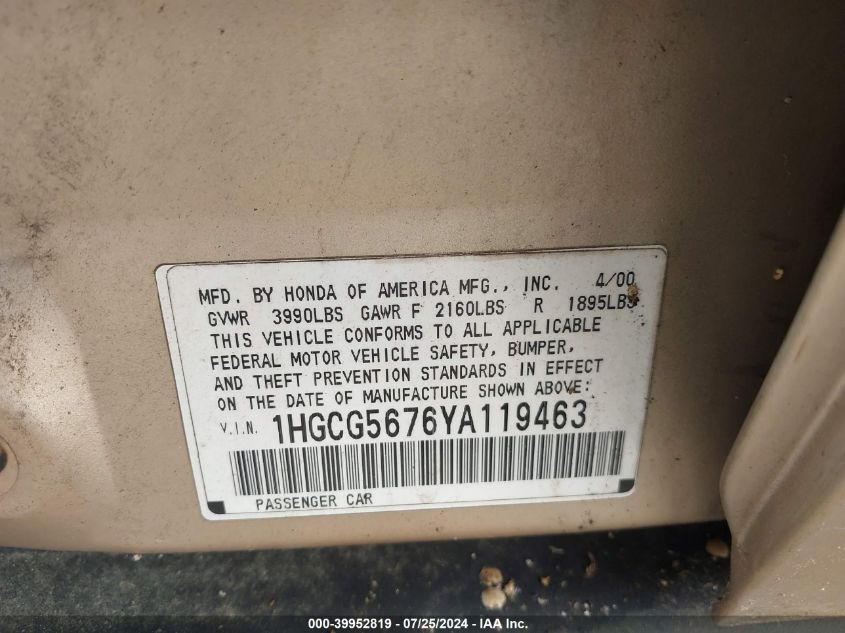 MFD. BY HONDA OF AMERICA MFG., INC. 4/00
GVWR 3990LBS GAWR F 2160LBS R 1895LBS
THIS VEHICLE CONFORMS TO ALL APPLICABLE
FEDERAL MOTOR VEHICLE SAFETY, BUMPER,
AND THEFT PREVENTION STANDARDS IN EFFECT
ON THE DATE OF MANUFACTURE SHOWN ABOVE:
V.I.N. 1HGCG5676YA119463
PASSENGER CAR
000-39952819 - 07/25/2024 - IAA, Inc.